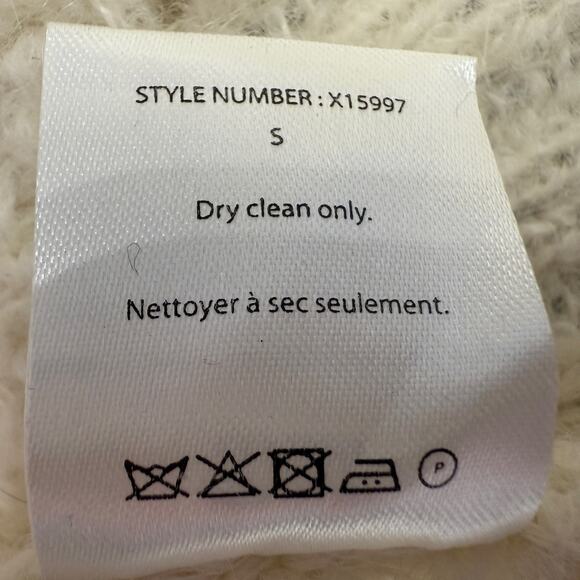 STYLE NUMBER : X15997
S
Dry clean only.
Nettoyer à sec seulement.
P